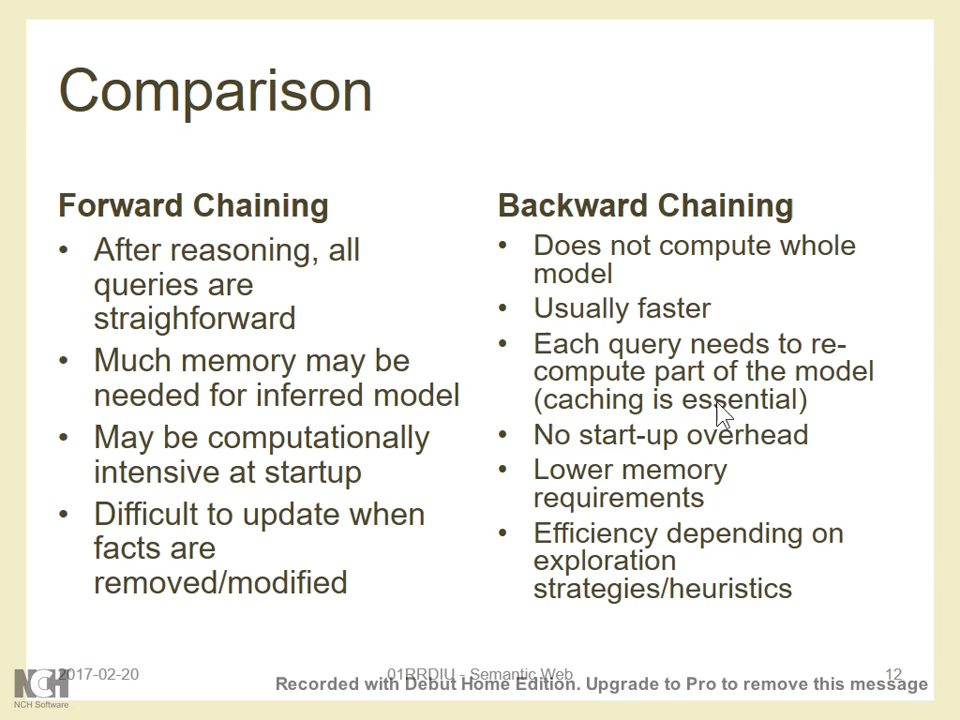 Comparison
Forward Chaining
• After reasoning, all
queries are
straighforward
• Much memory may be
needed for inferred model
• May be computationally
intensive at startup
• Difficult to update when
facts are
removed/modified
Backward Chaining
• Does not compute whole
model
• Usually faster
• Each query needs to re-
compute part of the model
(caching is essential)
• No start-up overhead
• Lower memory
requirements
• Efficiency depending on
exploration
strategies/heuristics
2017-02-20
01RRDIU - Semantic Web
12
NCH
NCH Software
Recorded with Debut Home Edition. Upgrade to Pro to remove this message